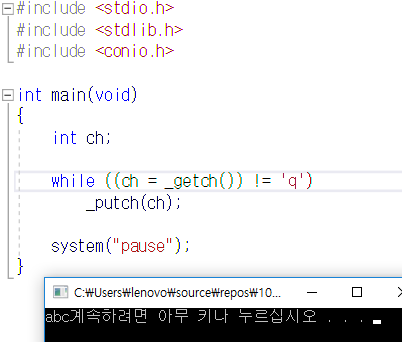 #include <stdio.h>
#include <stdlib.h>
#include <conio.h>
int main(void)
{
int ch;
while ((ch = _getch()) != 'q')
_putch(ch);
system("pause");
}
C:₩Users₩lenovo₩source₩repos₩10...
abc계속하려면 아무 키나 누르십시오 . . .